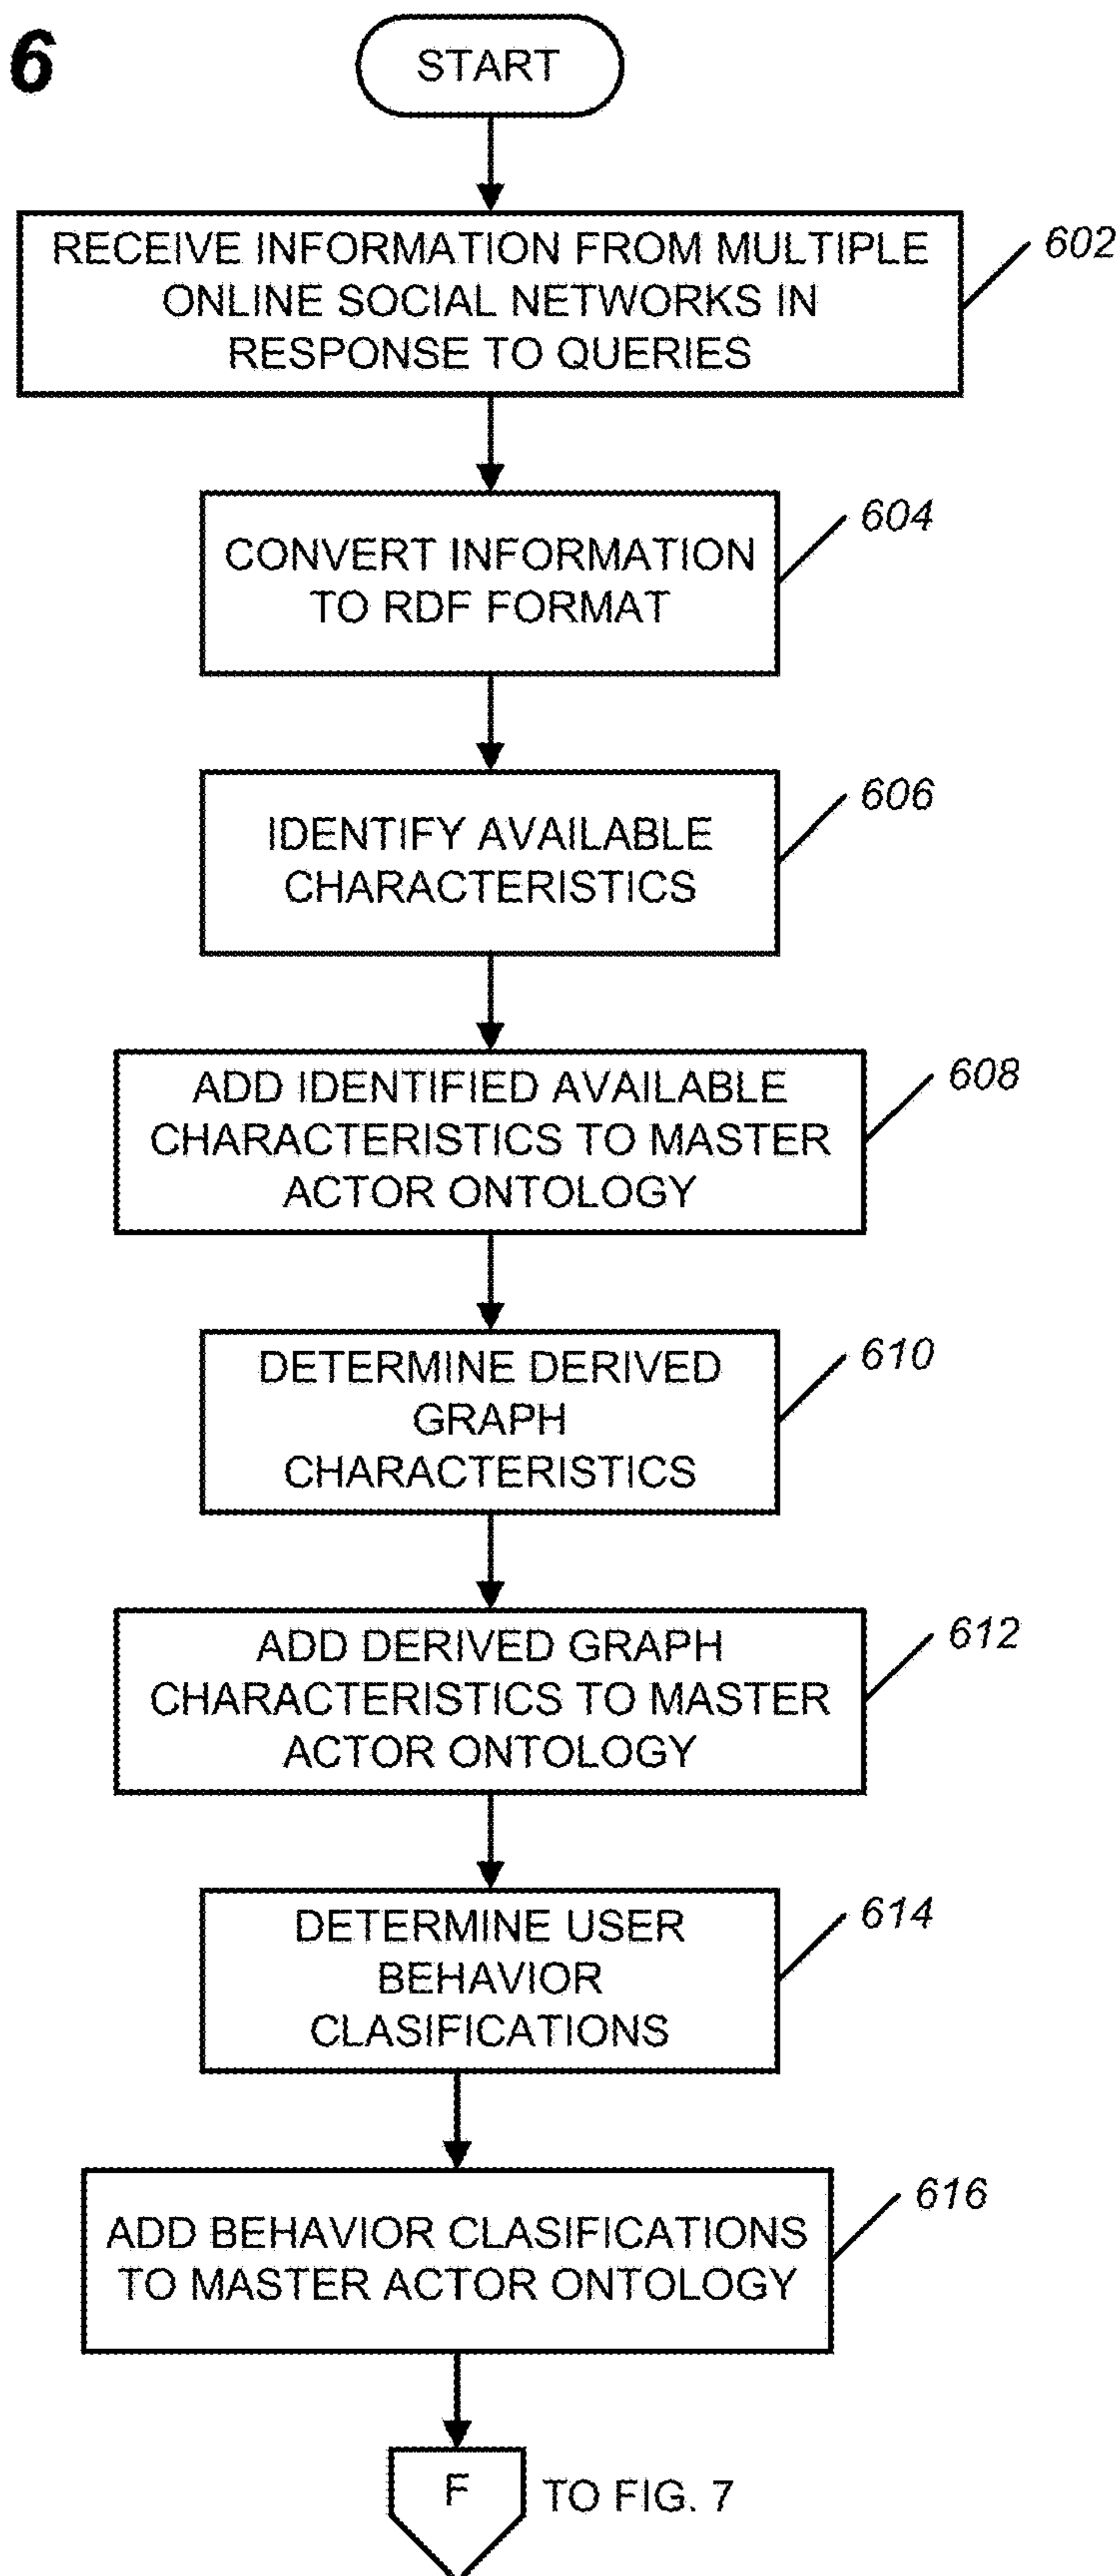 6
START
RECEIVE INFORMATION FROM MULTIPLE
ONLINE SOCIAL NETWORKS IN
RESPONSE TO QUERIES
602
CONVERT INFORMATION
TO RDF FORMAT
604
IDENTIFY AVAILABLE
CHARACTERISTICS
606
ADD IDENTIFIED AVAILABLE
CHARACTERISTICS TO MASTER
ACTOR ONTOLOGY
608
DETERMINE DERIVED
GRAPH
CHARACTERISTICS
610
ADD DERIVED GRAPH
CHARACTERISTICS TO MASTER
ACTOR ONTOLOGY
612
DETERMINE USER
BEHAVIOR
CLASIFICATIONS
614
ADD BEHAVIOR CLASIFICATIONS
TO MASTER ACTOR ONTOLOGY
616
F
TO FIG. 7